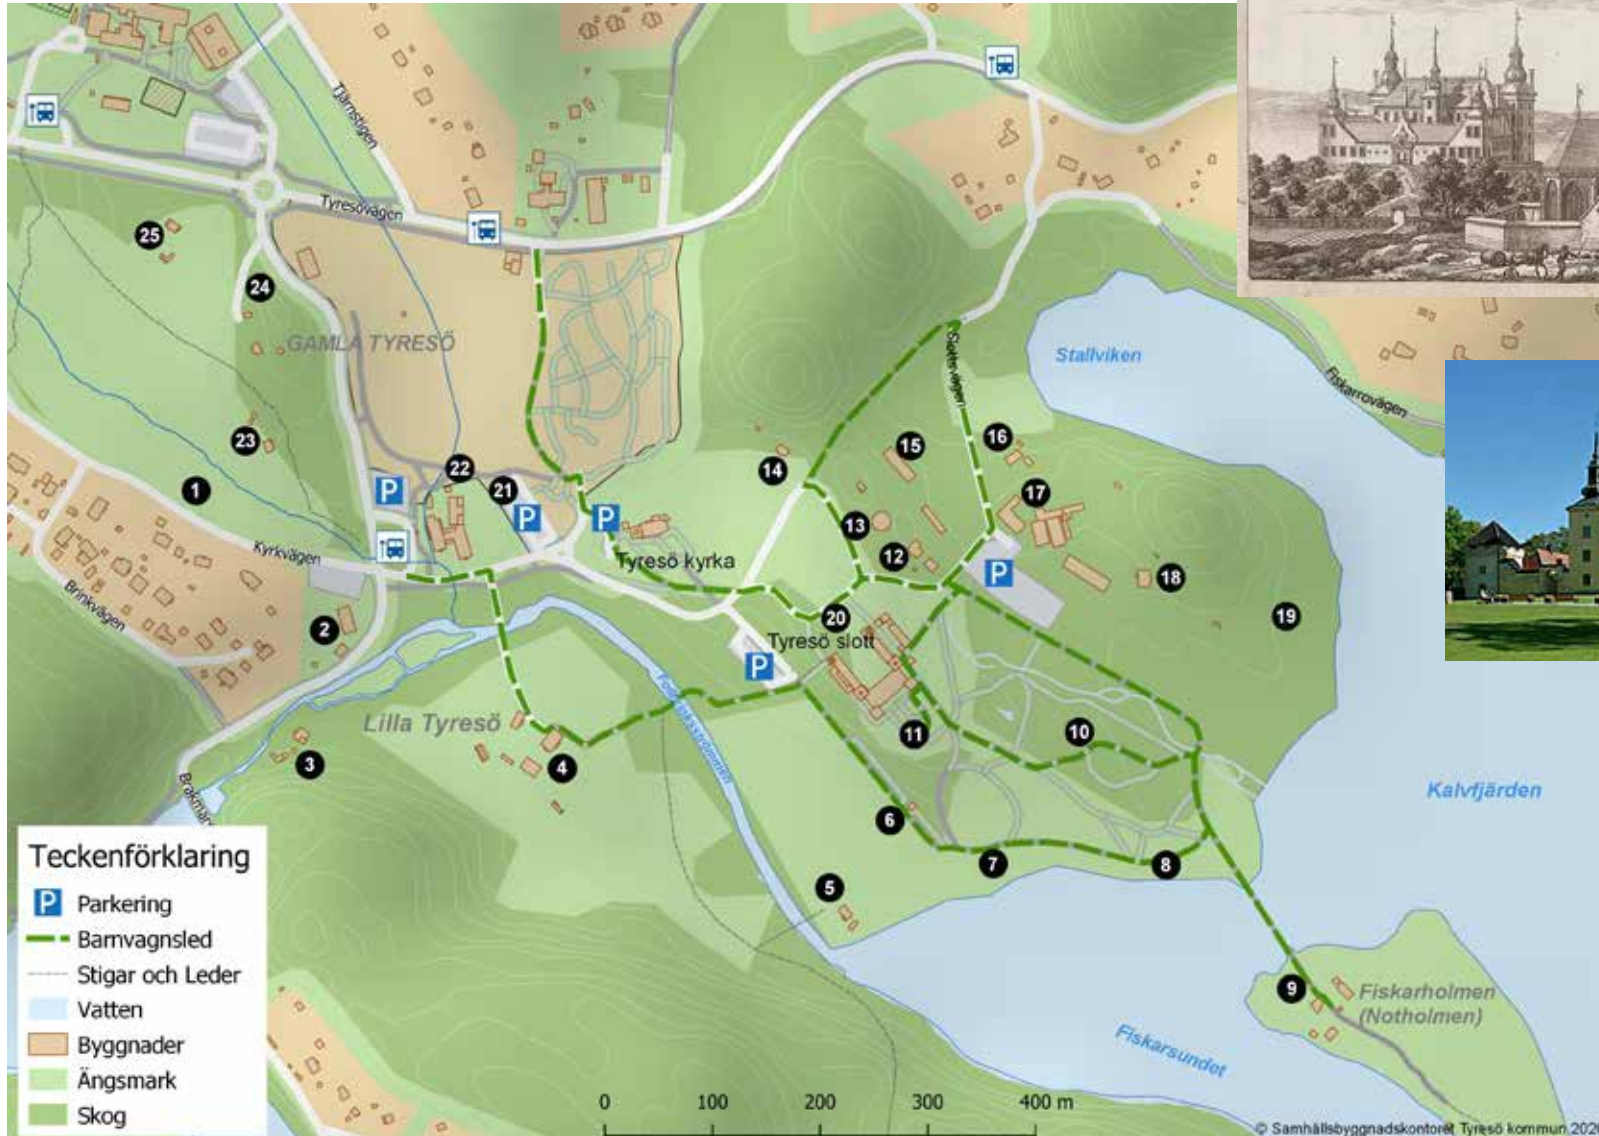 Tjärnstigen
Tyresövägen
25
24
GAMLA TYRESÖ
Stallviken
Slottsvägen
Fiskarrovägen
23
1
22
21
P
P
P
14
15
16
17
13
12
P
18
19
Kyrkvägen
Brinkvägen
2
Tyresö kyrka
20
Tyresö slott
P
Lilla Tyresö
3
4
11
10
Kalvfjärden
6
7
8
5
9
Fiskarholmen
(Notholmen)
Fiskarsundet
Teckenförklaring
P Parkering
Barnvagnsled
Stigar och Leder
Vatten
Byggnader
Ängsmark
Skog
0 100 200 300 400 m
© Samhällsbyggnadskontoret Tyresö kommun 2020